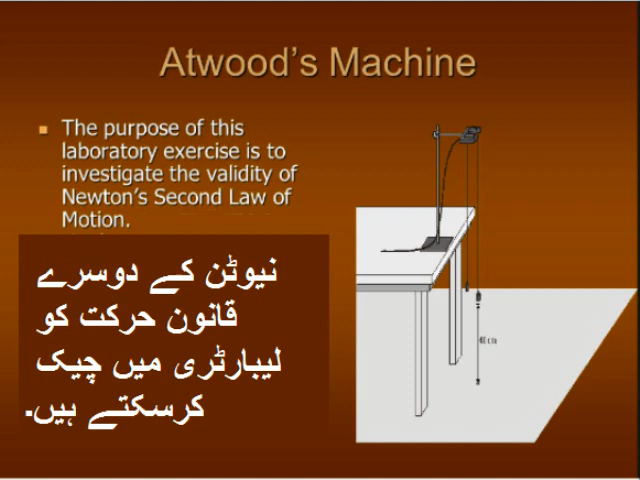 Atwood's Machine
The purpose of this
laboratory exercise is to
investigate the validity of
Newton's Second Law of
Motion.
نیوٹن کے دوسرے
قانون حرکت کو
لیبارٹری میں چیک
کرسکتے ہیں۔